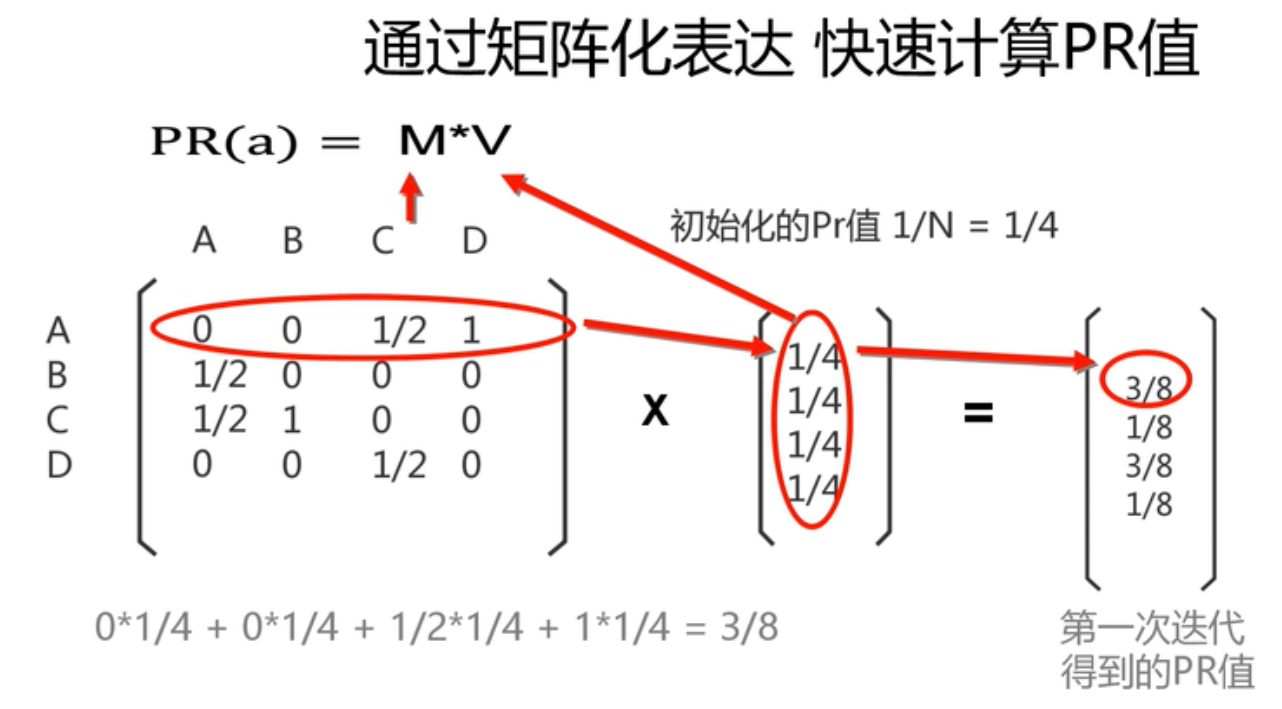 通过矩阵化表达 快速计算PR值
PR(a) = M*V
初始化的Pr值 1/N = 1/4
A B C D
A 0 0 1/2 1
B 1/2 0 0 0
C 1/2 1 0 0
D 0 0 1/2 0
x
1/4
1/4
1/4
1/4
=
3/8
1/8
3/8
1/8
0*1/4 + 0*1/4 + 1/2*1/4 + 1*1/4 = 3/8
第一次迭代
得到的PR值